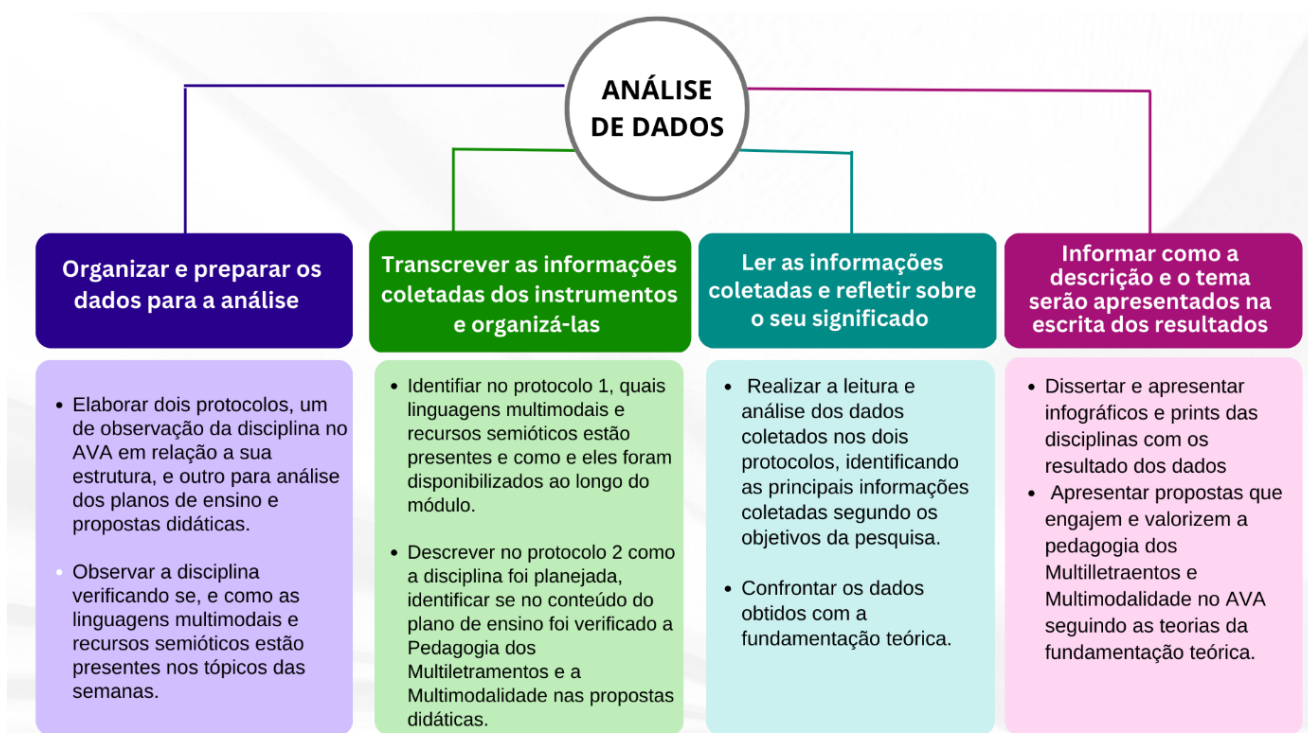 ANÁLISE
DE DADOS
Organizar e preparar os
dados para a análise
• Elaborar dois protocolos, um
de observação da disciplina no
AVA em relação a sua
estrutura, e outro para análise
dos planos de ensino e
propostas didáticas.
• Observar a disciplina
verificando se, e como as
linguagens multimodais e
recursos semióticos estão
presentes nos tópicos das
semanas.
Transcrever as informações
coletadas dos instrumentos
e organizá-las
• Identifiar no protocolo 1, quais
linguagens multimodais e
recursos semióticos estão
presentes e como e eles foram
disponibilizados ao longo do
módulo.
• Descrever no protocolo 2 como
a disciplina foi planejada,
identificar se no conteúdo do
plano de ensino foi verificado a
Pedagogia dos
Multiletramentos e a
Multimodalidade nas propostas
didáticas.
Ler as informações
coletadas e refletir sobre
o seu significado
• Realizar a leitura e
análise dos dados
coletados nos dois
protocolos, identificando
as principais informações
coletadas segundo os
objetivos da pesquisa.
• Confrontar os dados
obtidos com a
fundamentação teórica.
Informar como a
descrição e o tema
serão apresentados na
escrita dos resultados
• Dissertar e apresentar
infográficos e prints das
disciplinas com os
resultado dos dados
• Apresentar propostas que
engajem e valorizem a
pedagogia dos
Multilletraentos e
Multimodalidade no AVA
seguindo as teorias da
fundamentação teórica.